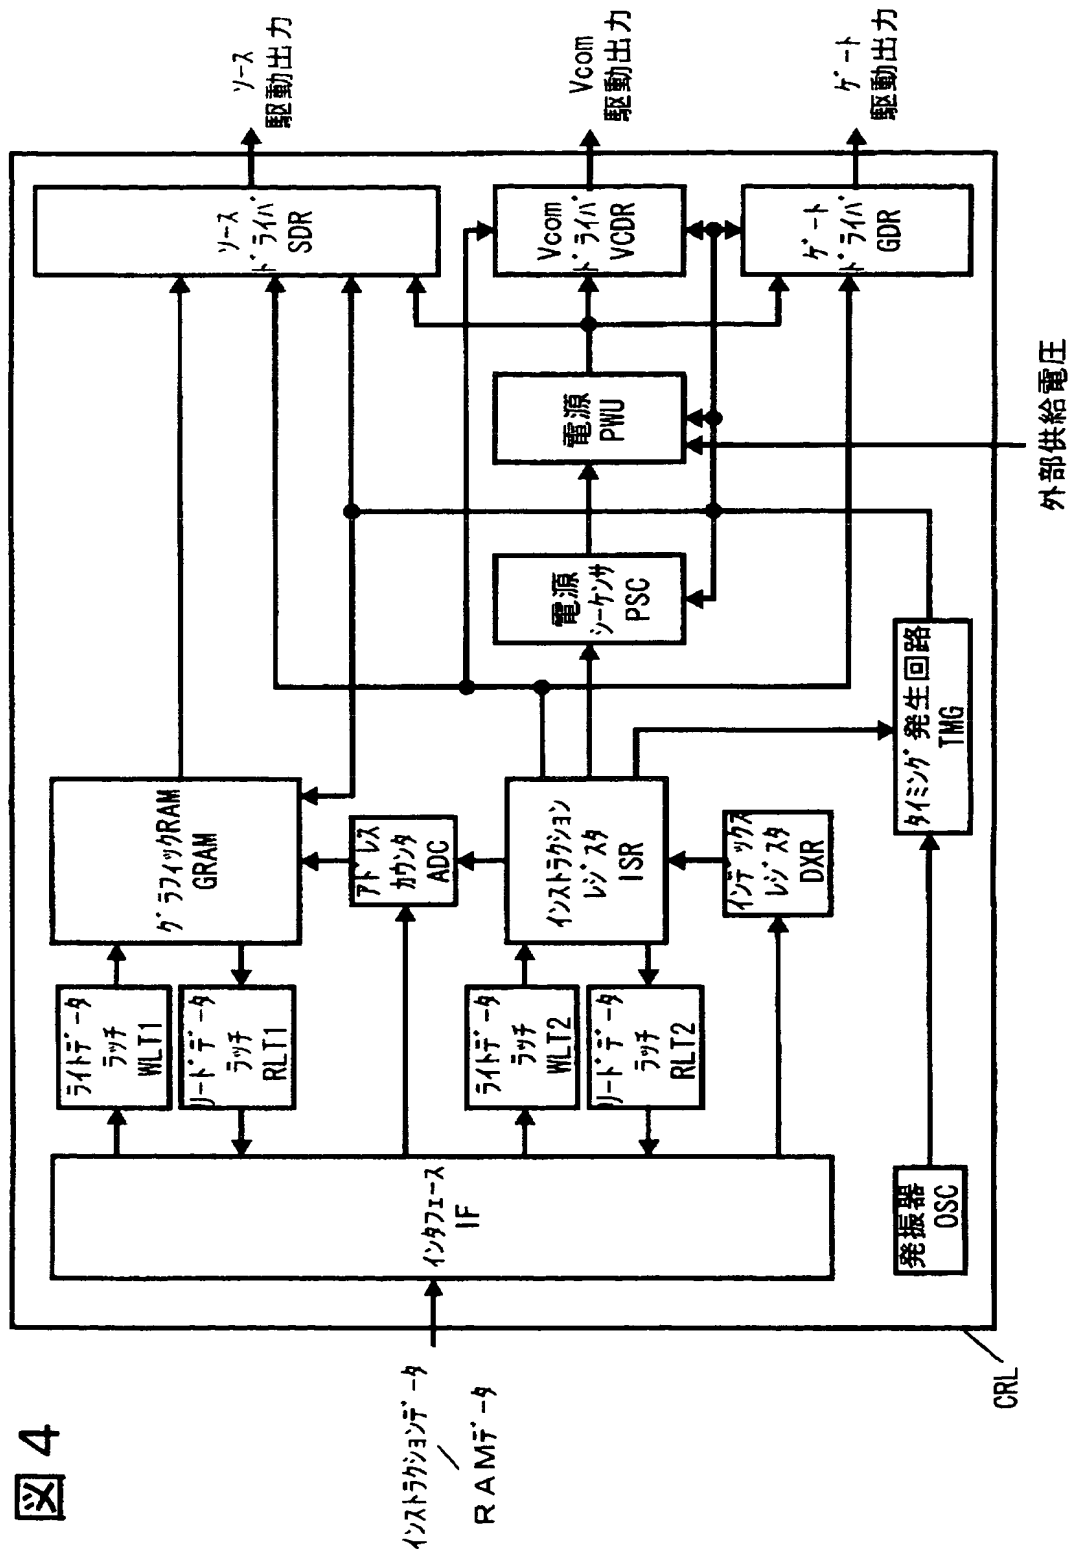 図4
インストラクションデータ
／
RAMデータ
インタフェース
IF
ライトデータ
ラッチ
WLT1
リードデータ
ラッチ
RLT1
ライトデータ
ラッチ
WLT2
リードデータ
ラッチ
RLT2
グラフィックRAM
GRAM
アドレス
カウンタ
ADC
インストラクション
レジスタ
ISR
インデックス
レジスタ
DXR
発振器
OSC
タイミング発生回路
TMG
電源
シーケンサ
PSC
電源
PWU
ソース
ドライバ
SDR
Vcom
ドライバ
VCDR
ゲート
ドライバ
GDR
ソース
駆動出力
Vcom
駆動出力
ゲート
駆動出力
外部供給電圧
CRL